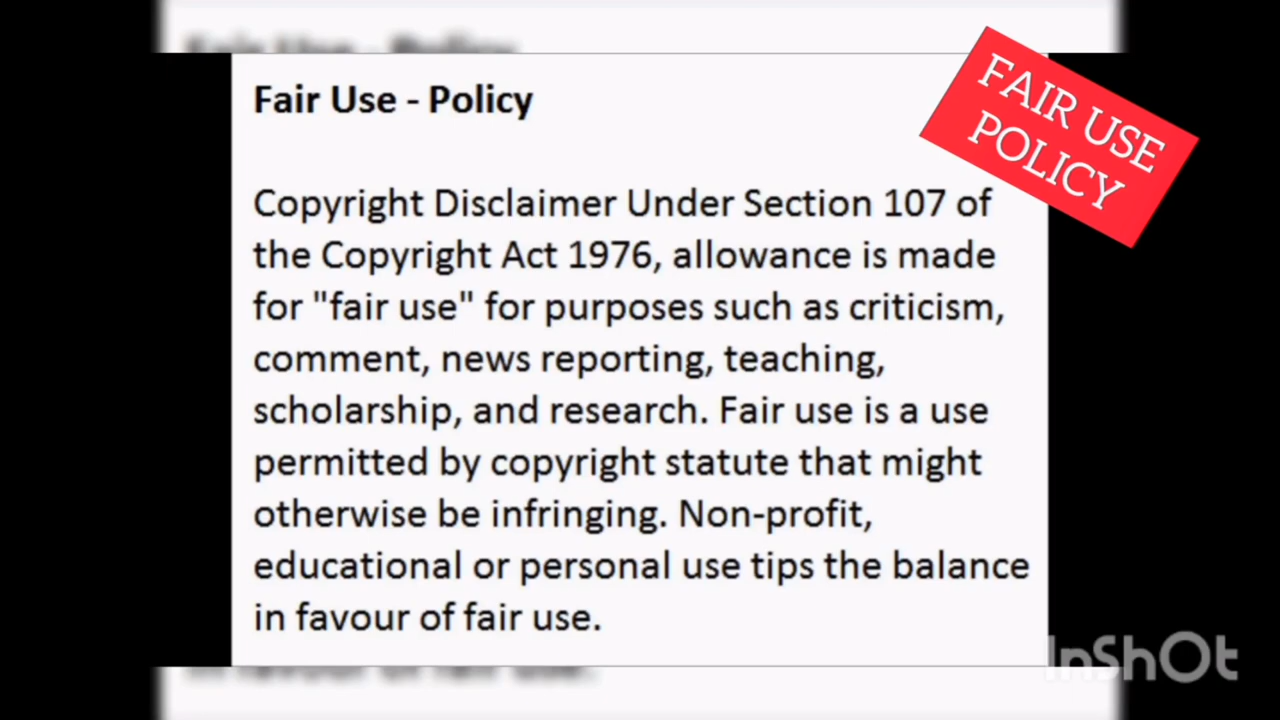 Fair Use - Policy
FAIR USE
POLICY
Copyright Disclaimer Under Section 107 of
the Copyright Act 1976, allowance is made
for "fair use" for purposes such as criticism,
comment, news reporting, teaching,
scholarship, and research. Fair use is a use
permitted by copyright statute that might
otherwise be infringing. Non-profit,
educational or personal use tips the balance
in favour of fair use.
InShOt